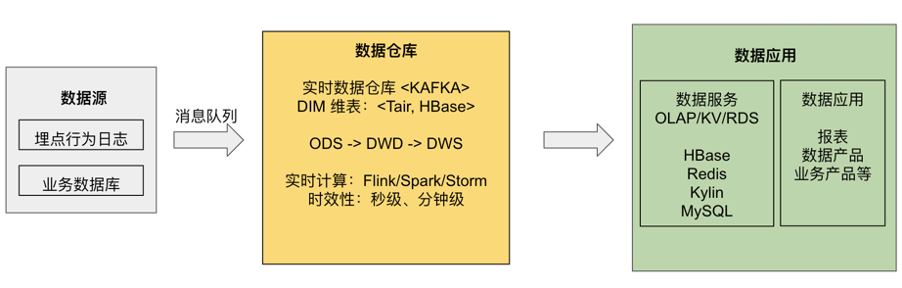 数据源
埋点行为日志
业务数据库
消息队列
数据仓库
实时数据仓库 <KAFKA>
DIM 维表：<Tair, HBase>
ODS -> DWD -> DWS
实时计算：Flink/Spark/Storm
时效性：秒级、分钟级
数据应用
数据服务
OLAP/KV/RDS
HBase
Redis
Kylin
MySQL
数据应用
报表
数据产品
业务产品等